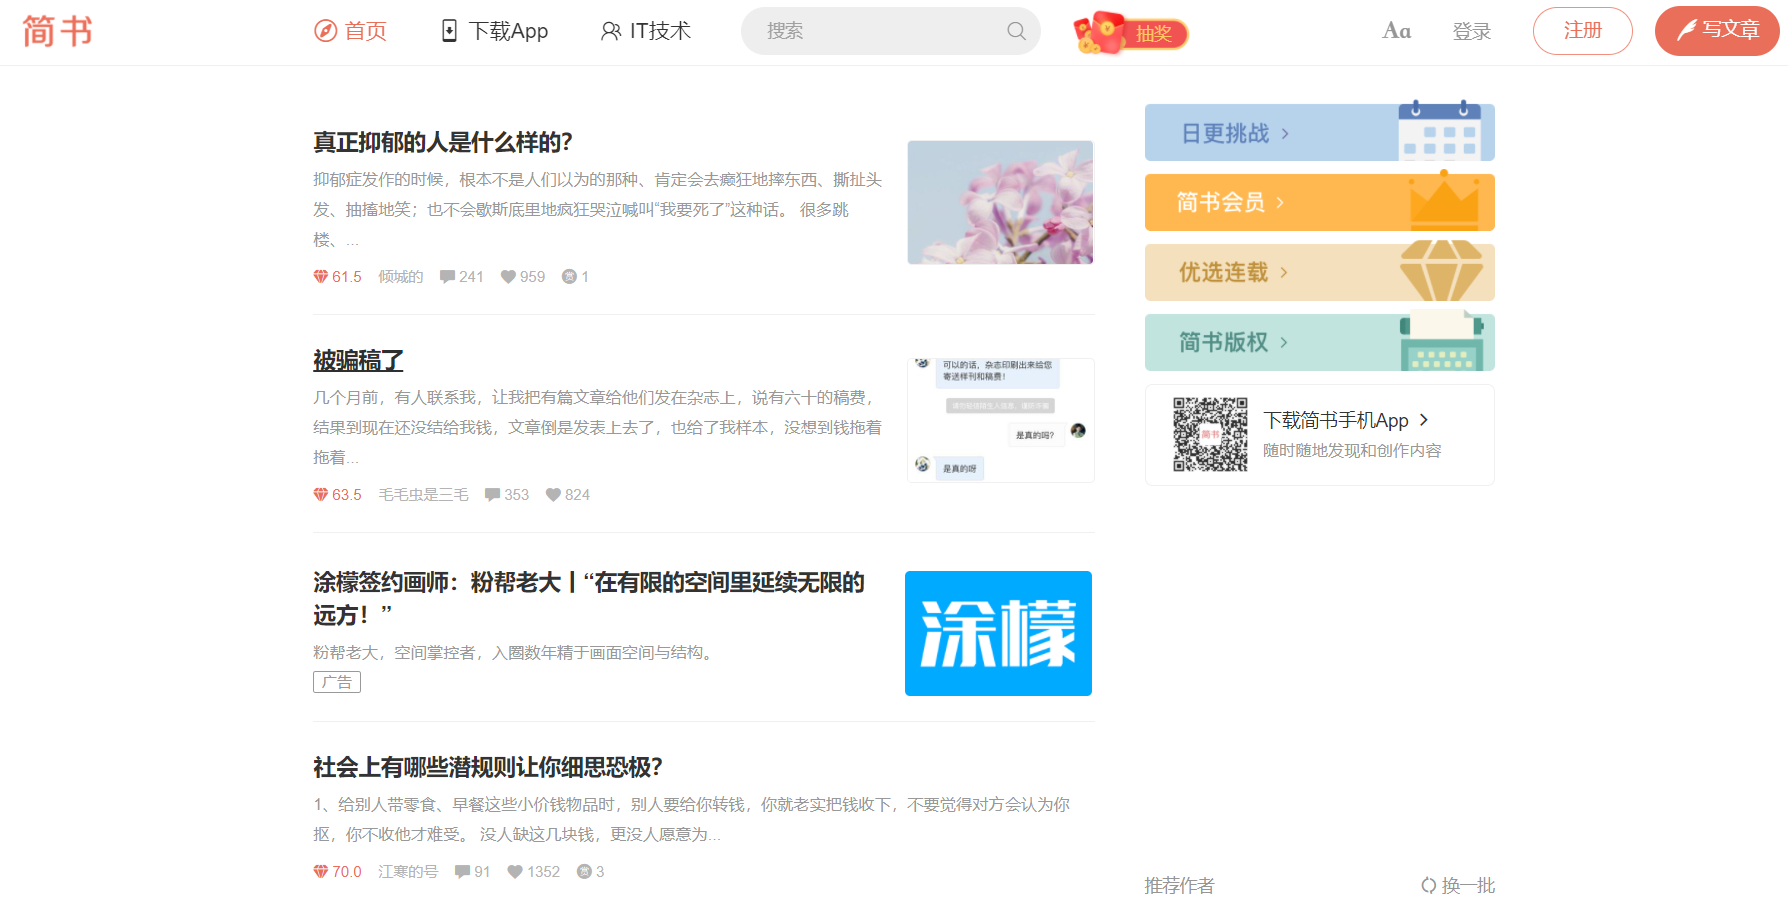 简书
首页
下载App
IT技术
搜索
抽奖
Aa
登录
注册
写文章
真正抑郁的人是什么样的？
抑郁症发作的时候，根本不是人们以为的那种、肯定会去癫狂地摔东西、撕扯头
发、抽搐地笑；也不会歇斯底里地疯狂哭泣喊叫“我要死了”这种话。 很多跳
楼、...
61.5 倾城的 241 959 赏 1
被骗稿了
几个月前，有人联系我，让我把有篇文章给他们发在杂志上，说有六十的稿费，
结果到现在还没结给我钱，文章倒是发表上去了，也给了我样本，没想到钱拖着
拖着...
63.5 毛毛虫是三毛 353 824
可以的话，杂志印刷出来给您
寄送样刊和稿费！
是真的吗？
是真的呀
涂檬签约画师：粉帮老大丨“在有限的空间里延续无限的
远方！”
粉帮老大，空间掌控者，入圈数年精于画面空间与结构。
广告
涂檬
社会上有哪些潜规则让你细思恐极？
1、给别人带零食、早餐这些小价钱物品时，别人要给你转钱，你就老实把钱收下，不要觉得对方会认为你
抠，你不收他才难受。 没人缺这几块钱，更没人愿意为...
70.0 江寒的号 91 1352 赏 3
日更挑战
简书会员
优选连载
简书版权
简书
下载简书手机App
随时随地发现和创作内容
推荐作者
换一批